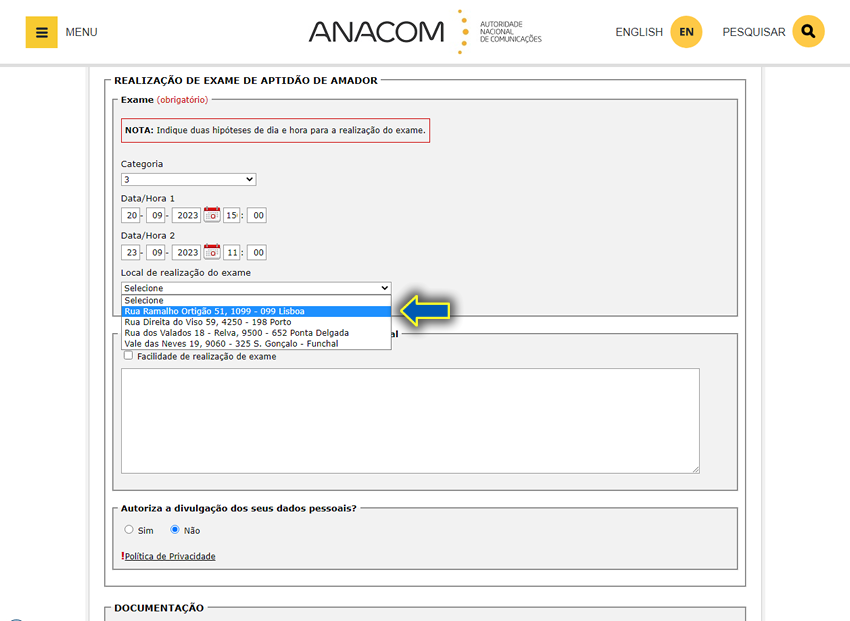 MENU
ANACOM
AUTORIDADE
NACIONAL
DE COMUNICAÇÕES
ENGLISH
EN
PESQUISAR
REALIZAÇÃO DE EXAME DE APTIDÃO DE AMADOR
Exame (obrigatório)
NOTA: Indique duas hipóteses de dia e hora para a realização do exame.
Categoria
3
Data/Hora 1
20 - 09 - 2023 15 : 00
Data/Hora 2
23 - 09 - 2023 11 : 00
Local de realização do exame
Selecione
Selecione
Rua Ramalho Ortigão 51, 1099 - 099 Lisboa
Rua Direita do Viso 59, 4250 - 198 Porto
Rua dos Valados 18 - Relva, 9500 - 652 Ponta Delgada
Vale das Neves 19, 9060 - 325 S. Gonçalo - Funchal
Facilidade de realização de exame
Autoriza a divulgação dos seus dados pessoais?
Sim Não
!Política de Privacidade
DOCUMENTAÇÃO